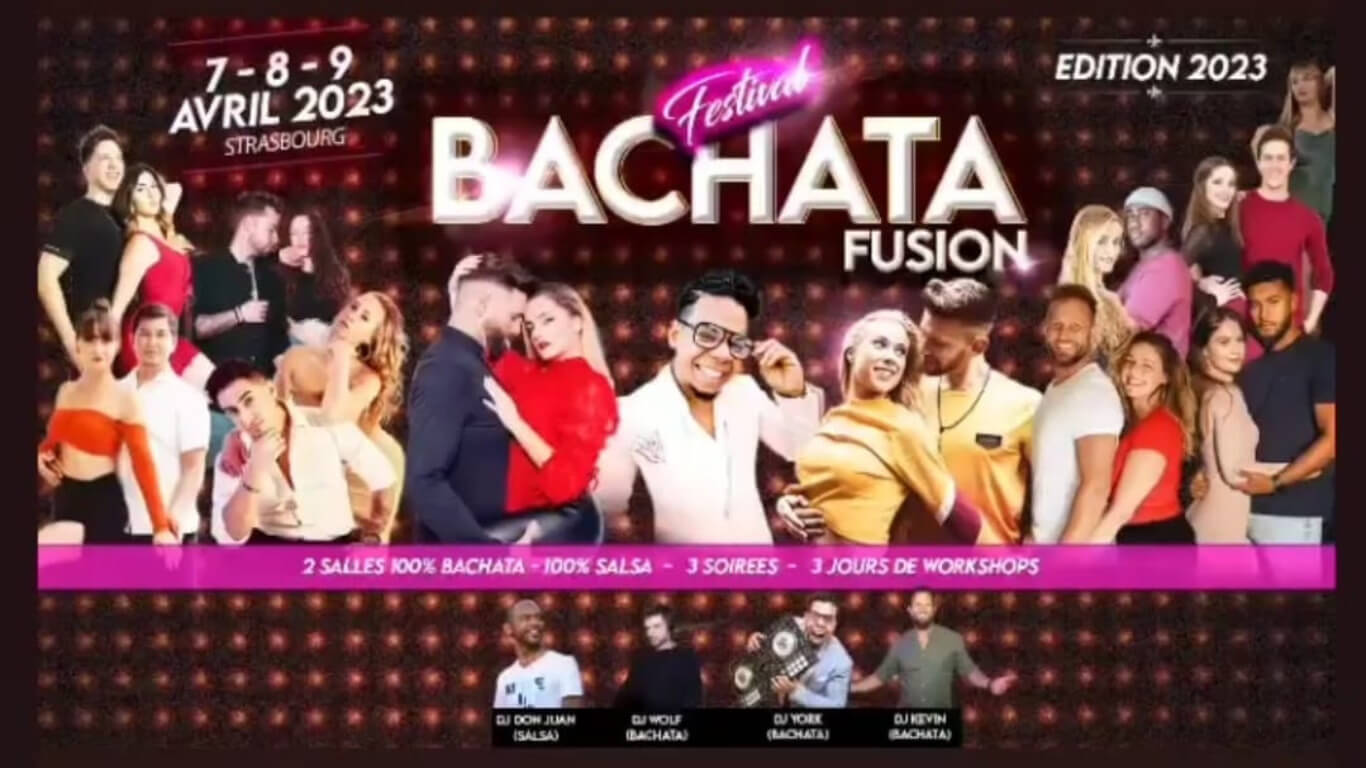 7 - 8 - 9
AVRIL 2023
STRASBOURG
Festival
BACHATA
FUSION
EDITION 2023
2 SALLES 100% BACHATA - 100% SALSA - 3 SOIREES - 3 JOURS DE WORKSHOPS
DJ DON JUAN
(SALSA)
DJ WOLF
(BACHATA)
DJ YORK
(BACHATA)
DJ KEVIN
(BACHATA)